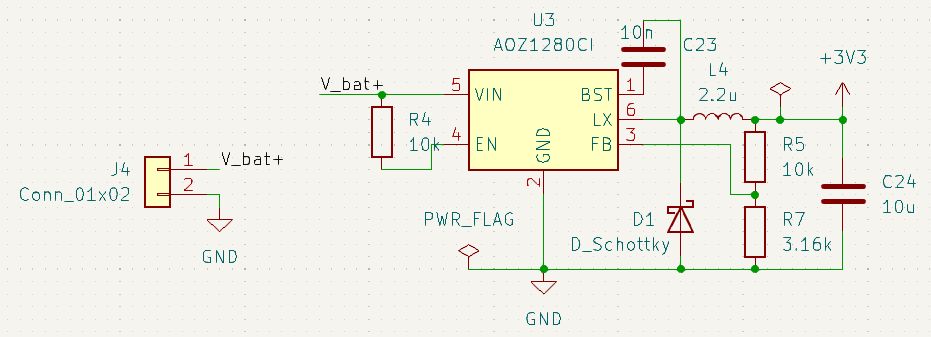 U3
AOZ1280CI
10n
C23
+3V3
L4
2.2u
V_bat+
5
VIN
BST
1
R4
10k
LX
6
4
EN
GND
FB
3
R5
10k
J4
Conn_01x02
1
V_bat+
2
2
C24
10u
GND
PWR_FLAG
D1
D_Schottky
R7
3.16k
GND